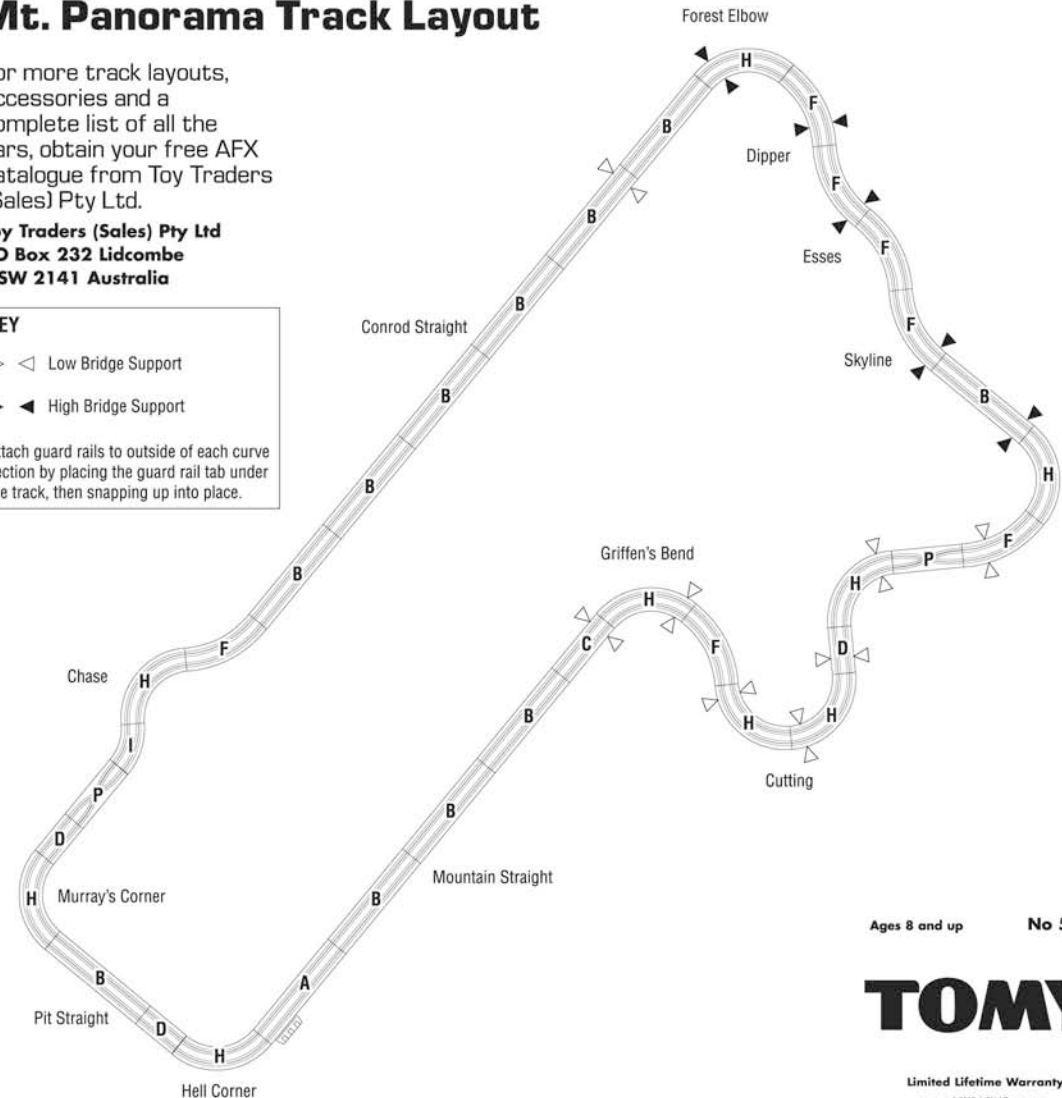 Mt. Panorama Track Layout
or more track layouts,
ccessories and a
omplete list of all the
ars, obtain your free AFX
atalogue from Toy Traders
Sales) Pty Ltd.
y Traders (Sales) Pty Ltd
O Box 232 Lidcombe
SW 2141 Australia
EY
Low Bridge Support
High Bridge Support
ttach guard rails to outside of each curve
ection by placing the guard rail tab under
e track, then snapping up into place.
Forest Elbow
H
F
B
Dipper
F
B
Esses
F
B
Conrod Straight
F
Skyline
B
B
H
B
F
Griffen's Bend
P
B
H
H
C
F
D
F
Chase
H
H
B
H
I
Cutting
P
B
D
Mountain Straight
H
Murray's Corner
B
B
A
Pit Straight
D
H
Hell Corner
Ages 8 and up
No
TOMY
Limited Lifetime Warranty